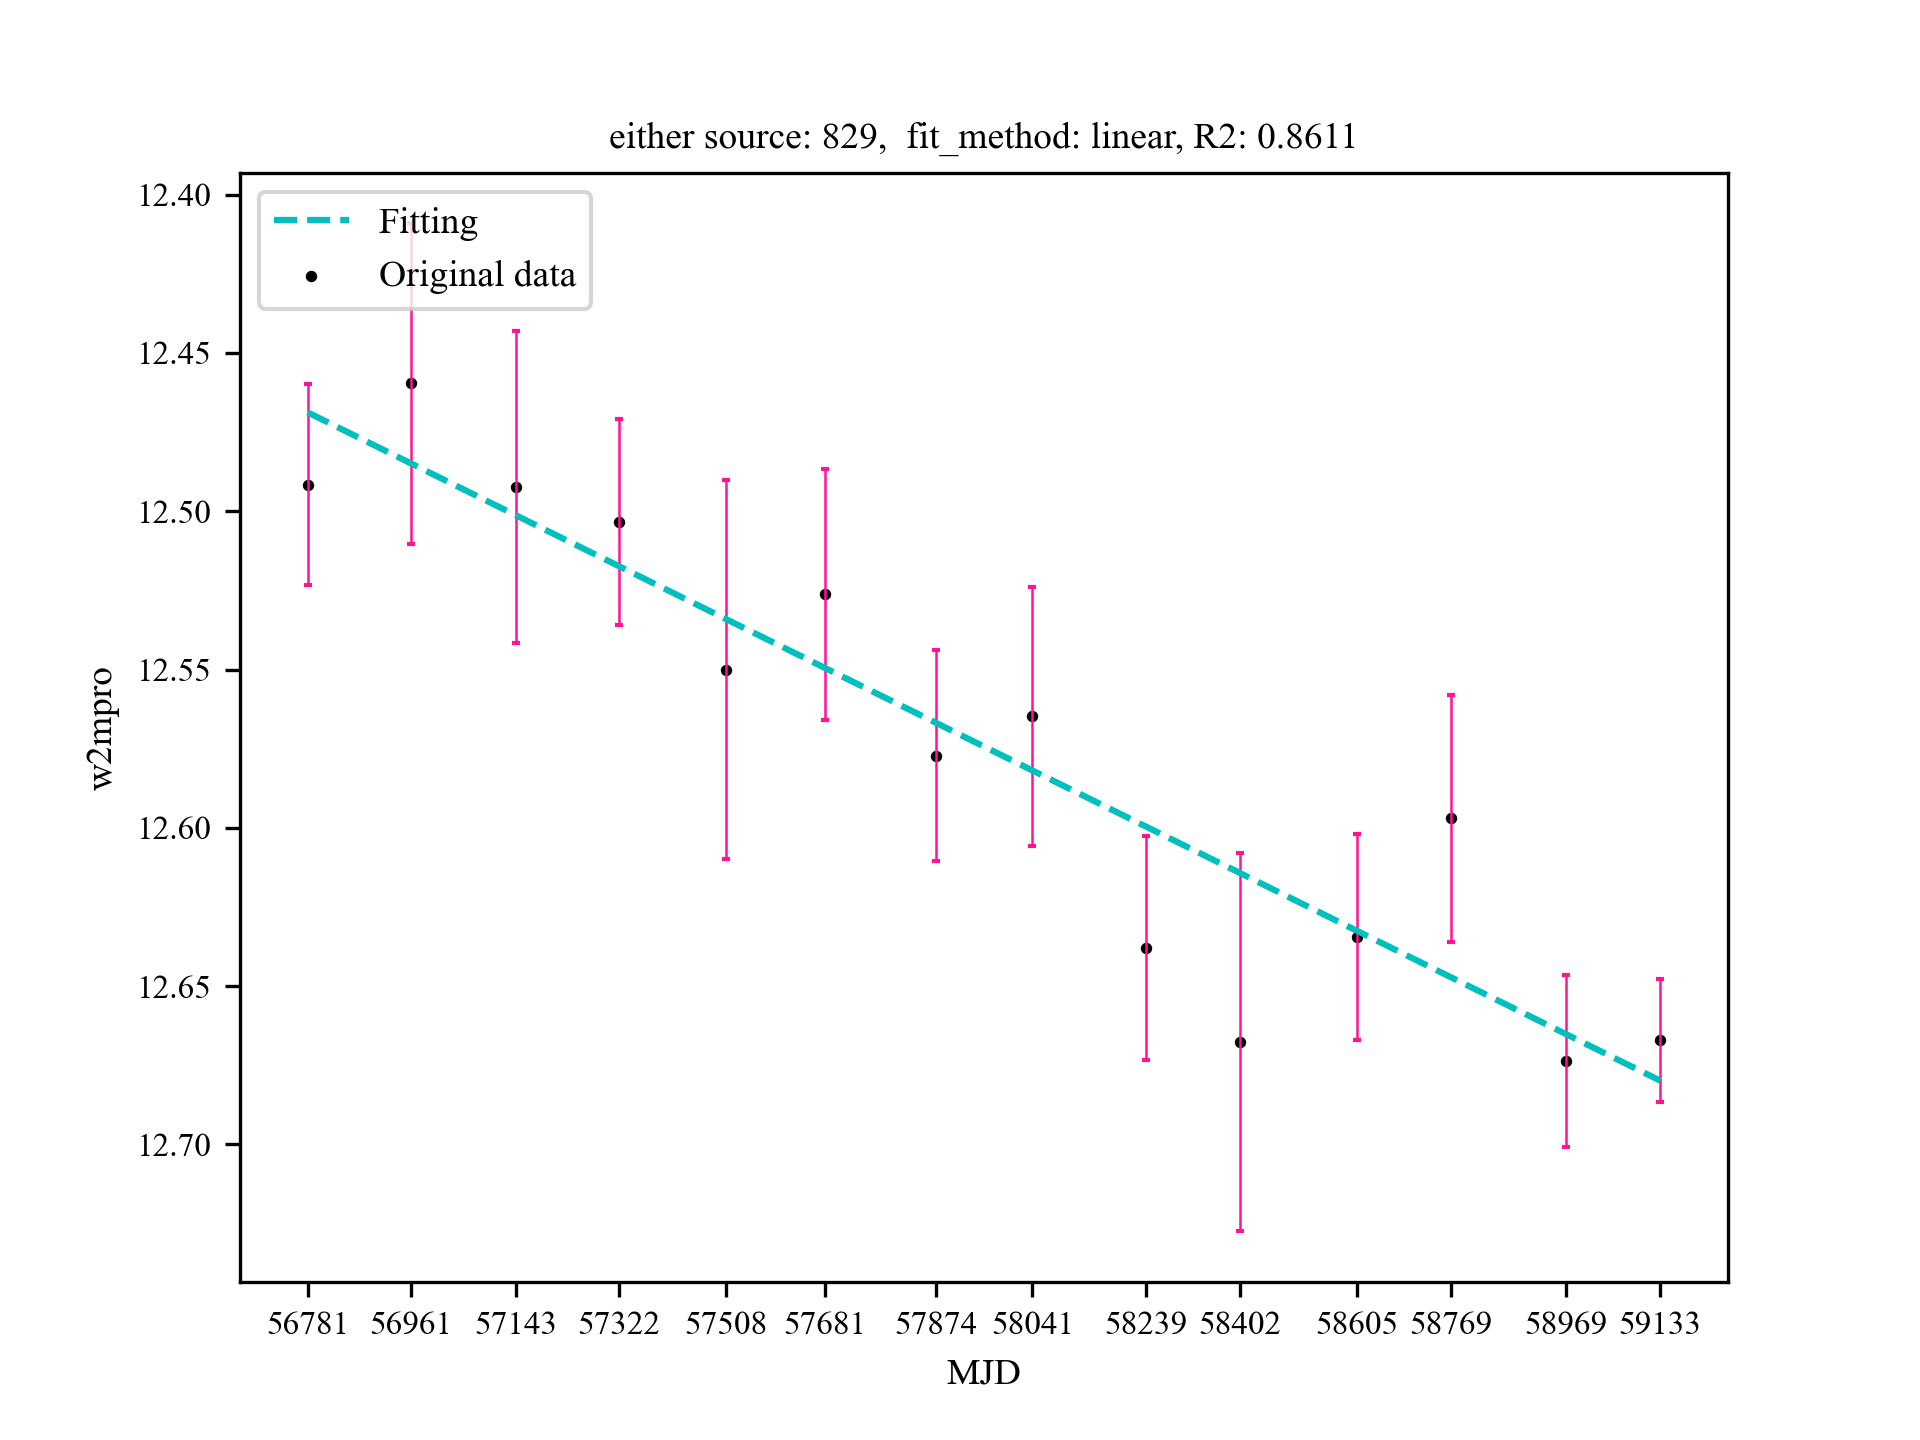 either source: 829,  fit_method: linear, R2: 0.8611
Fitting
Original data
12.40
12.45
12.50
12.55
12.60
12.65
12.70
w2mpro
56781 56961 57143 57322 57508 57681 57874 58041 58239 58402 58605 58769 58969 59133
MJD